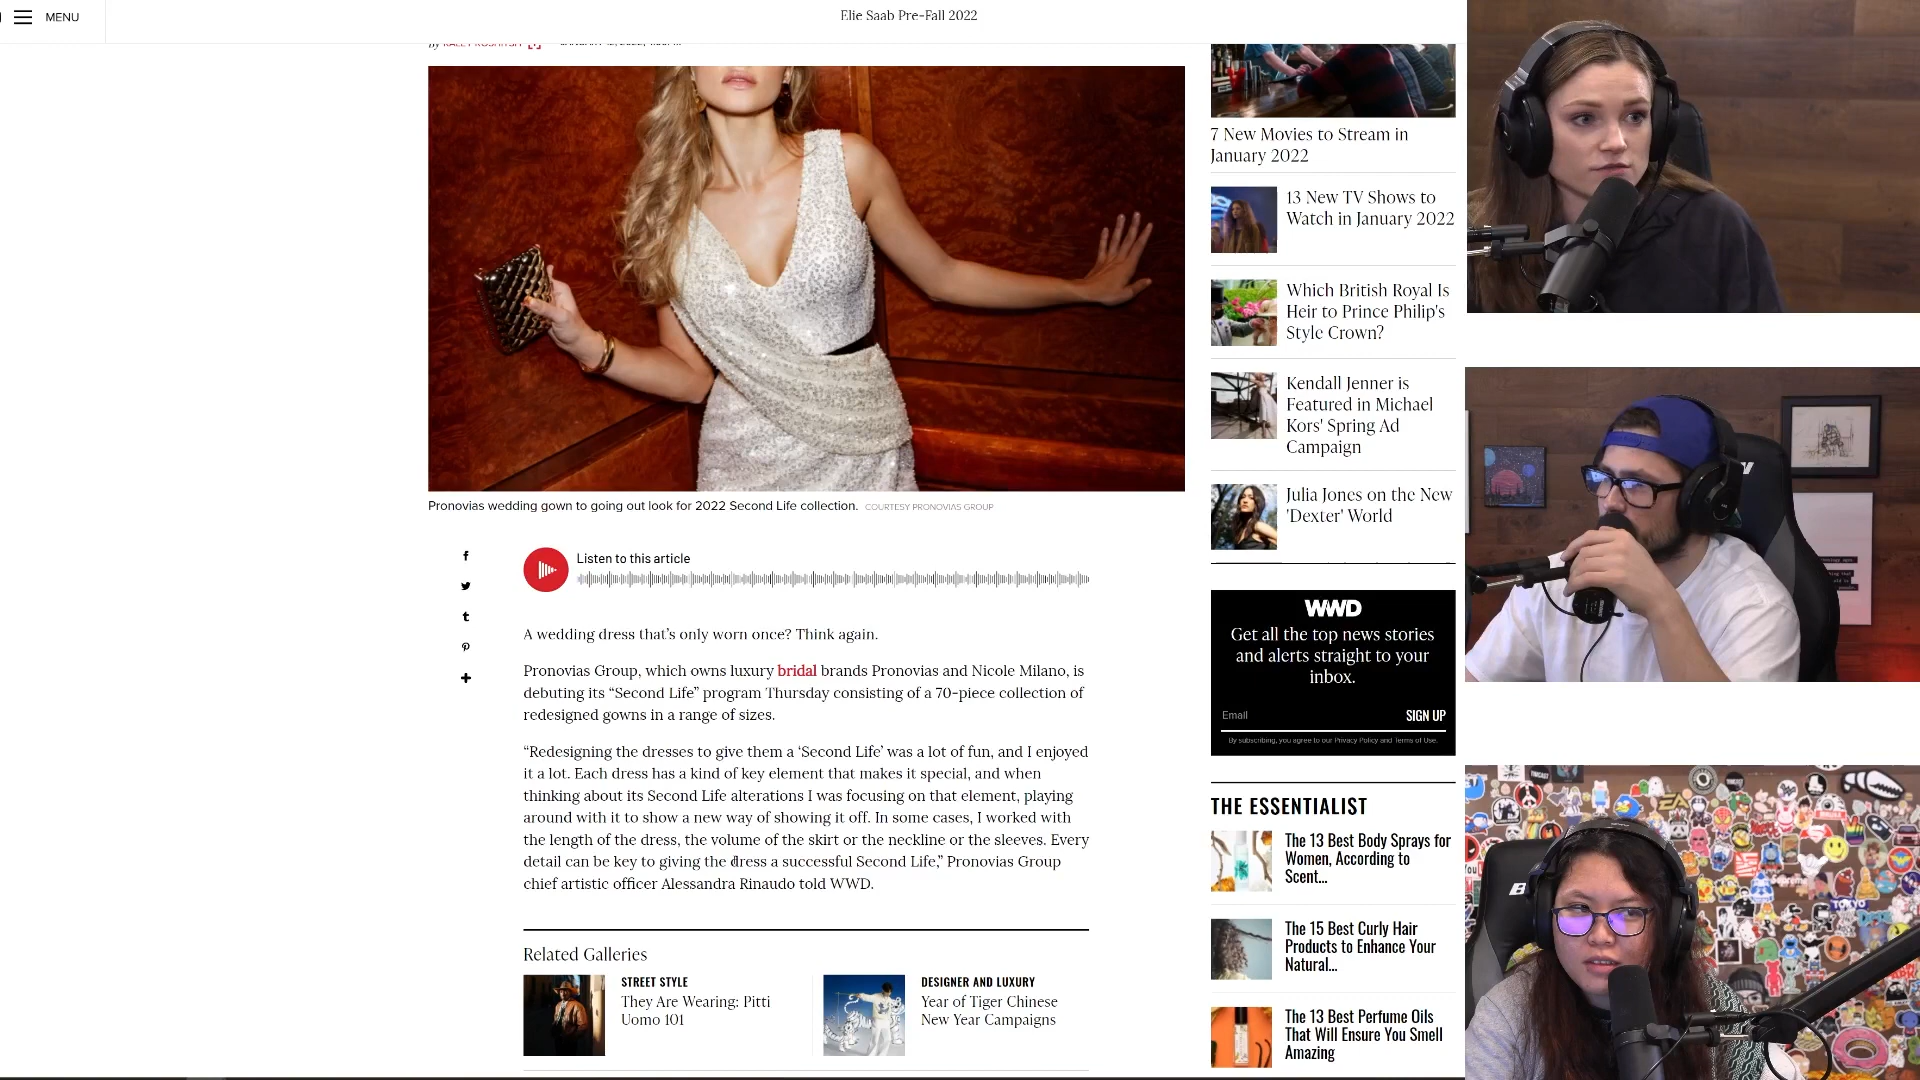 MENU
Elie Saab Pre-Fall 2022
Pronovias wedding gown to going out look for 2022 Second Life collection. COURTESY PRONOVIAS GROUP
Listen to this article
A wedding dress that’s only worn once? Think again.
Pronovias Group, which owns luxury bridal brands Pronovias and Nicole Milano, is
debuting its “Second Life” program Thursday consisting of a 70-piece collection of
redesigned gowns in a range of sizes.
“Redesigning the dresses to give them a ‘Second Life’ was a lot of fun, and I enjoyed
it a lot. Each dress has a kind of key element that makes it special, and when
thinking about its Second Life alterations I was focusing on that element, playing
around with it to show a new way of showing it off. In some cases, I worked with
the length of the dress, the volume of the skirt or the neckline or the sleeves. Every
detail can be key to giving the dress a successful Second Life,” Pronovias Group
chief artistic officer Alessandra Rinaudo told WWD.
Related Galleries
STREET STYLE
They Are Wearing: Pitti
Uomo 101
DESIGNER AND LUXURY
Year of Tiger Chinese
New Year Campaigns
7 New Movies to Stream in
January 2022
13 New TV Shows to
Watch in January 2022
Which British Royal Is
Heir to Prince Philip's
Style Crown?
Kendall Jenner is
Featured in Michael
Kors' Spring Ad
Campaign
Julia Jones on the New
'Dexter' World
WWD
Get all the top news stories
and alerts straight to your
inbox.
Email
SIGN UP
By subscribing, you agree to our Privacy Policy and Terms of Use.
THE ESSENTIALIST
The 13 Best Body Sprays for
Women, According to
Scent...
The 15 Best Curly Hair
Products to Enhance Your
Natural...
The 13 Best Perfume Oils
That Will Ensure You Smell
Amazing
TOKYO